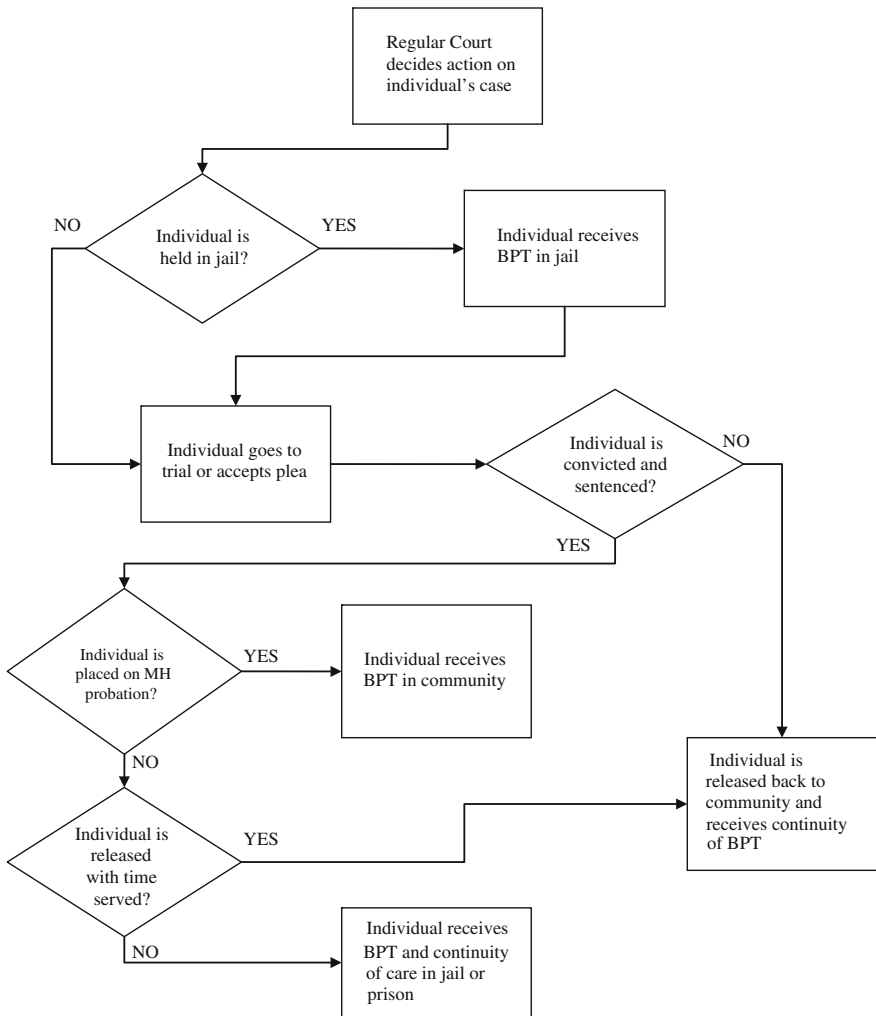 Regular Court
decides action on
individual's case
NO
YES
Individual is
held in jail?
Individual receives
BPT in jail
Individual goes to
trial or accepts plea
Individual is
convicted and
sentenced?
NO
YES
Individual is
placed on MH
probation?
YES
Individual receives
BPT in community
NO
Individual is
released back to
community and
receives continuity
of BPT
Individual is
released
with time
served?
YES
NO
Individual receives
BPT and continuity
of care in jail or
prison